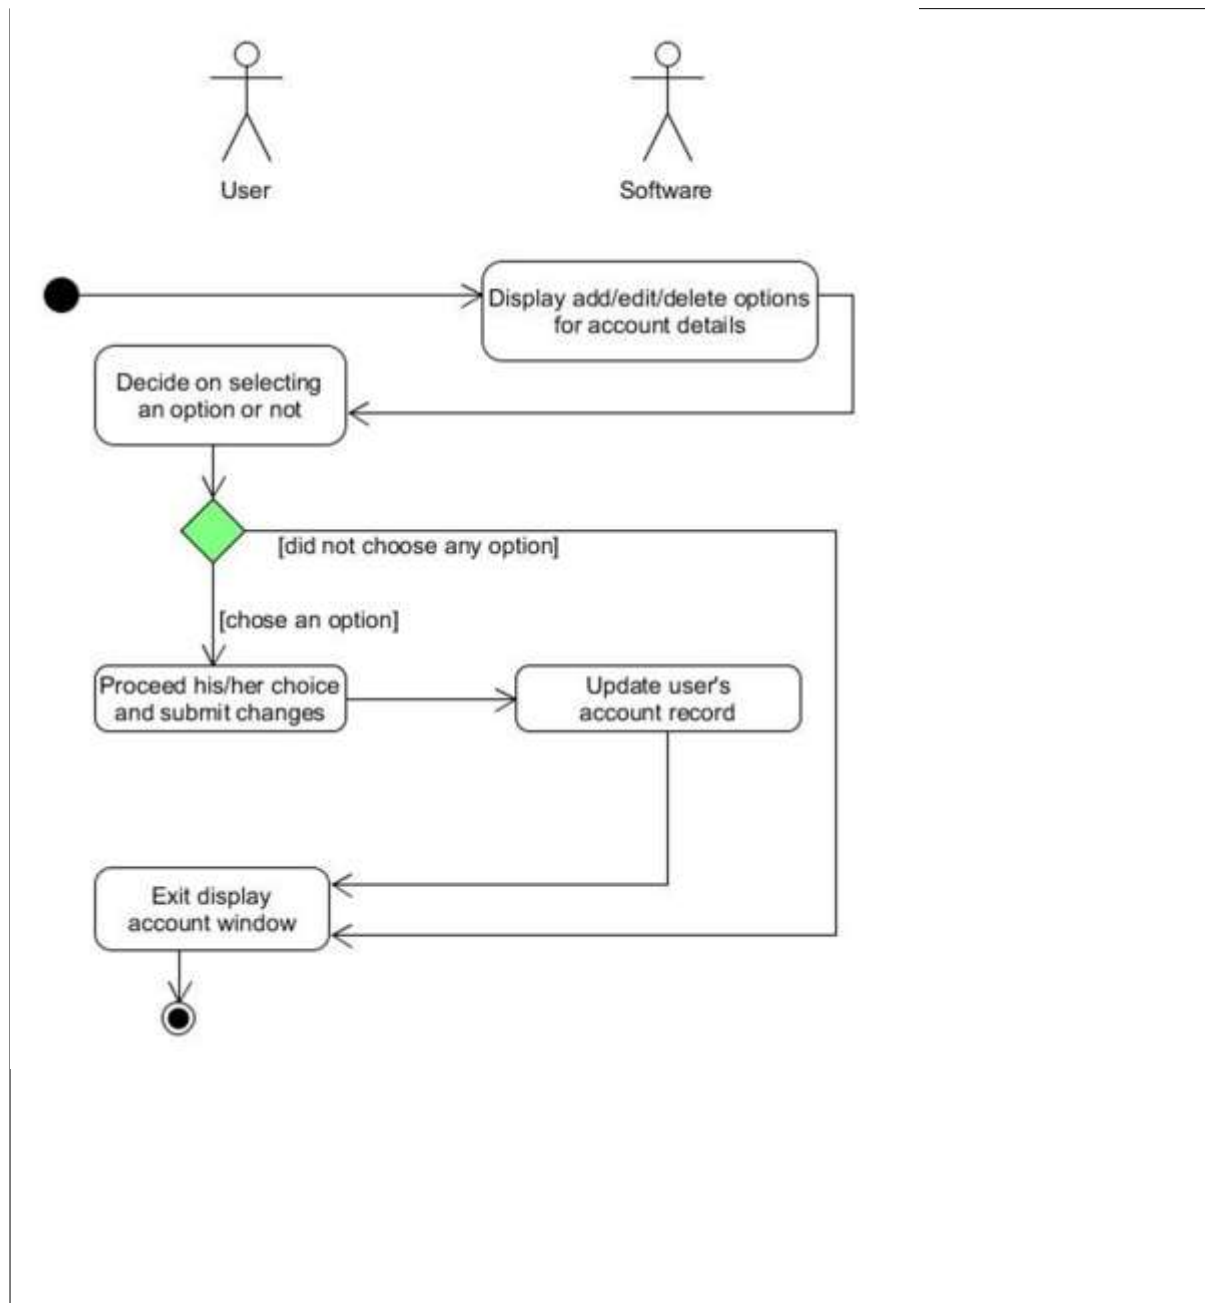 User
Software
Display add/edit/delete options
for account details
Decide on selecting
an option or not
[did not choose any option]
[chose an option]
Proceed his/her choice
and submit changes
Update user's
account record
Exit display
account window